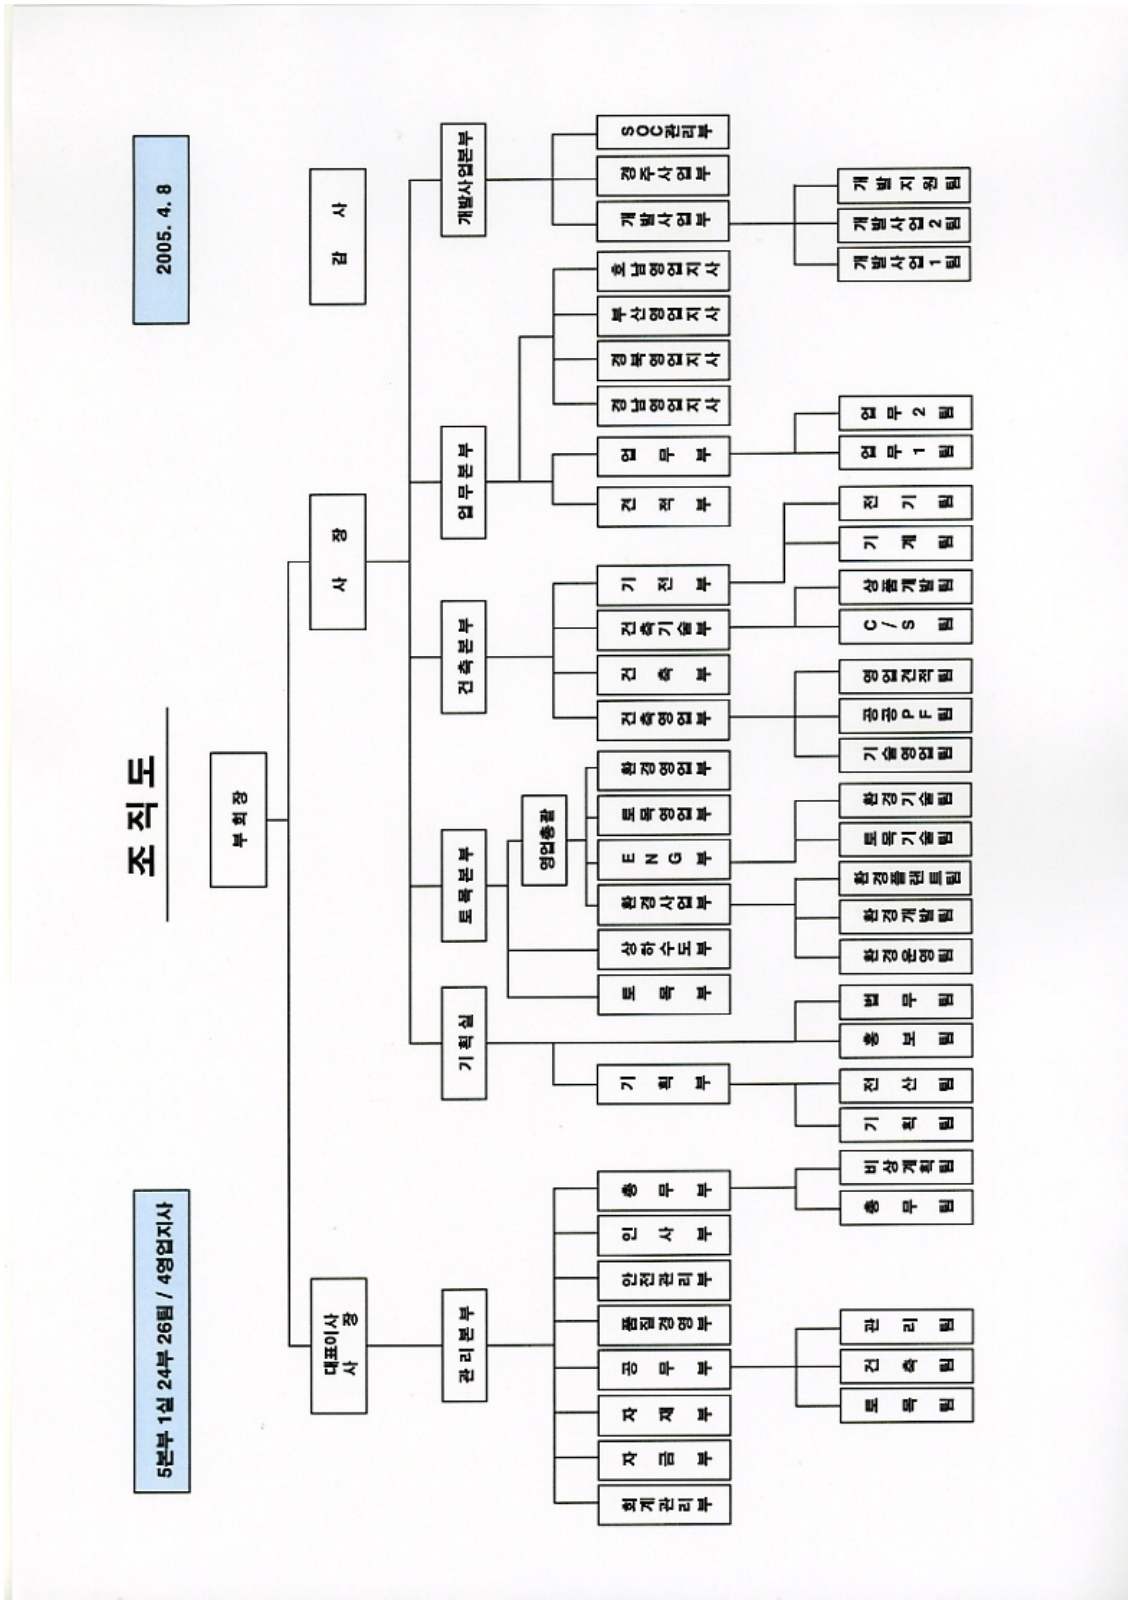 조 직 도
5본부 1실 24부 26팀 / 4영업지사
2005. 4. 8
부 회 장
대표이사
사 장
사 장
감 사
관 리 본 부
기 획 실
토 목 본 부
건 축 본 부
업 무 본 부
개발사업본부
영업총괄
회 계 관 리 부
자 금 부
자 재 부
공 무 부
품 질 경 영 부
안 전 관 리 부
인 사 부
총 무 부
기 획 부
토 목 부
상 하 수 도 부
환 경 사 업 부
E N G 부
토 목 영 업 부
환 경 영 업 부
건 축 영 업 부
건 축 부
건 축 기 술 부
기 전 부
견 적 부
업 무 부
경 남 영 업 지 사
경 북 영 업 지 사
부 산 영 업 지 사
호 남 영 업 지 사
개 발 사 업 부
경 주 사 업 부
S O C 관 리 부
토 목 팀
건 축 팀
관 리 팀
총 무 팀
비 상 계 획 팀
기 획 팀
전 산 팀
홍 보 팀
법 무 팀
환 경 운 영 팀
환 경 개 발 팀
환 경 플 랜 트 팀
토 목 기 술 팀
환 경 기 술 팀
기 술 영 업 팀
공 공 P F 팀
영 업 견 적 팀
C / S 팀
상 품 개 발 팀
기 계 팀
전 기 팀
업 무 1 팀
업 무 2 팀
개 발 사 업 1 팀
개 발 사 업 2 팀
개 발 지 원 팀